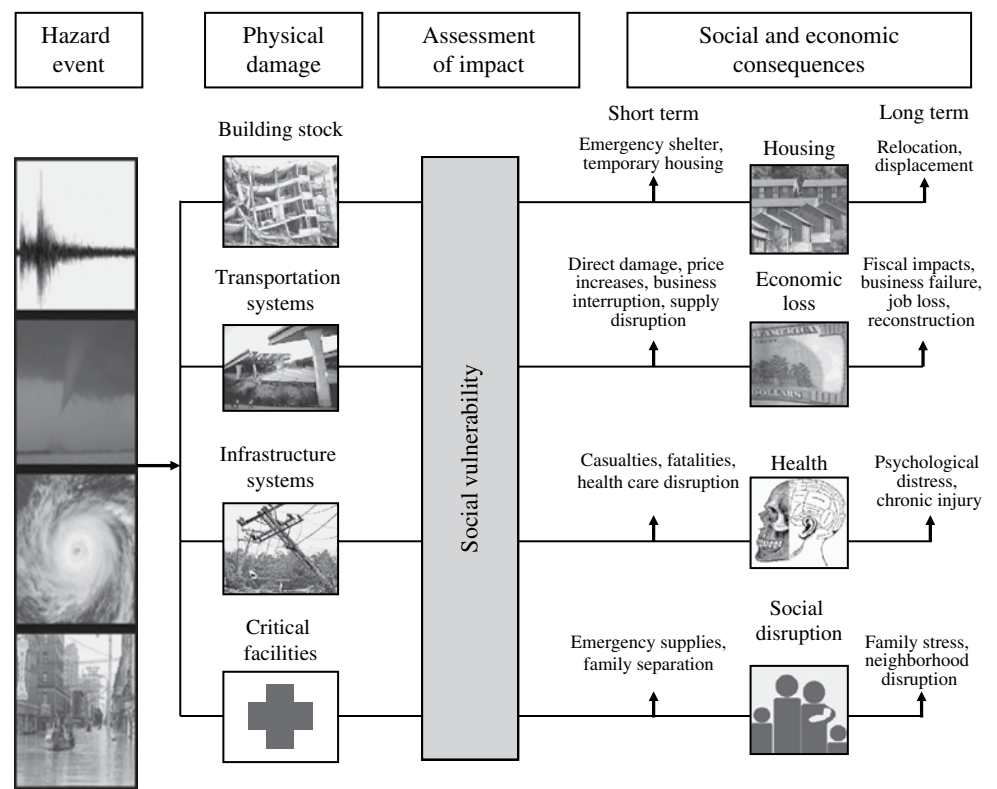 Hazard
event
Physical
damage
Assessment
of impact
Social and economic
consequences
Short term
Long term
Building stock
Emergency shelter,
temporary housing
Housing
Relocation,
displacement
Transportation
systems
Direct damage, price
increases, business
interruption, supply
disruption
Economic
loss
Fiscal impacts,
business failure,
job loss,
reconstruction
OF AMERICA
DOLLARS
Social vulnerability
Infrastructure
systems
Casualties, fatalities,
health care disruption
Health
Psychological
distress,
chronic injury
Critical
facilities
Emergency supplies,
family separation
Social
disruption
Family stress,
neighborhood
disruption